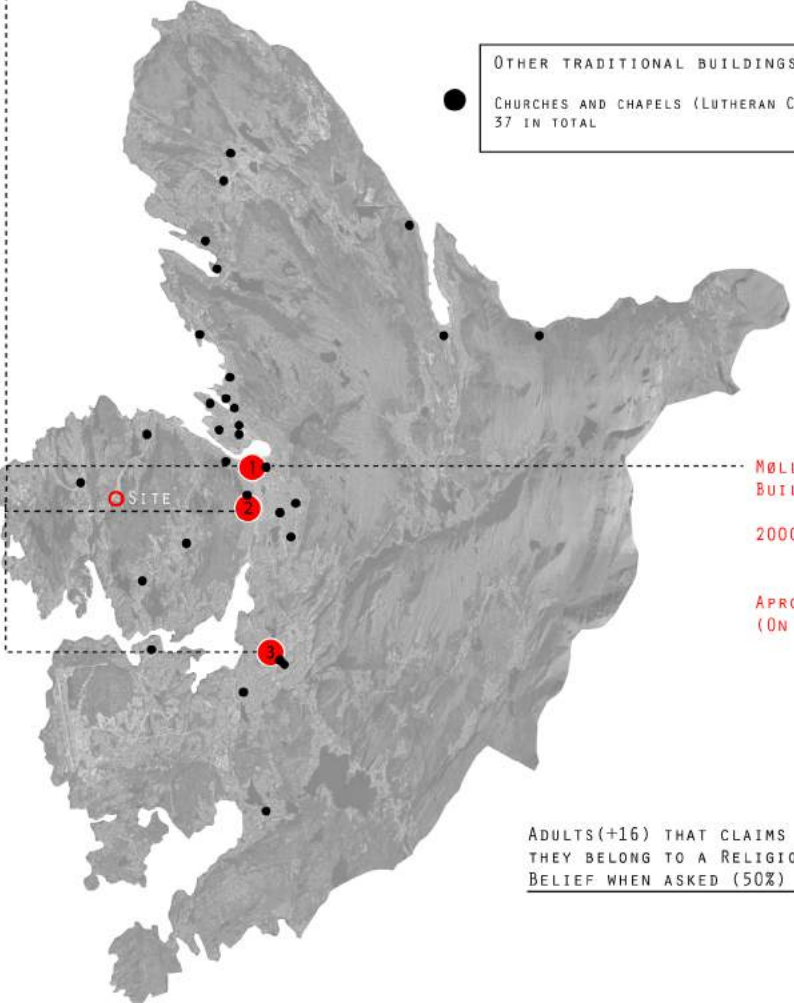 OTHER TRADITIONAL BUILDINGS
CHURCHES AND CHAPELS (LUTHERAN C
37 IN TOTAL
1
MØLL
BUIL
SITE
2
2000
APRO
(ON
3
ADULTS(+16) THAT CLAIMS
THEY BELONG TO A RELIGIO
BELIEF WHEN ASKED (50%)